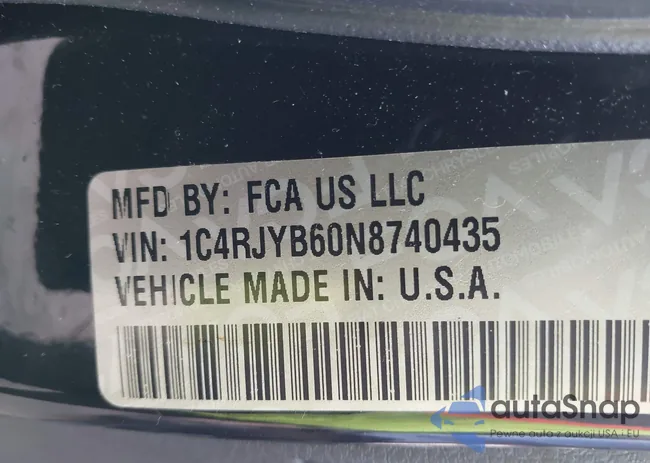 MFD BY: FCA US LLC
VIN: 1C4RJYB60N8740435
VEHICLE MADE IN: U.S.A.
autoSnap
Pewne auta z aukcji USA i EU